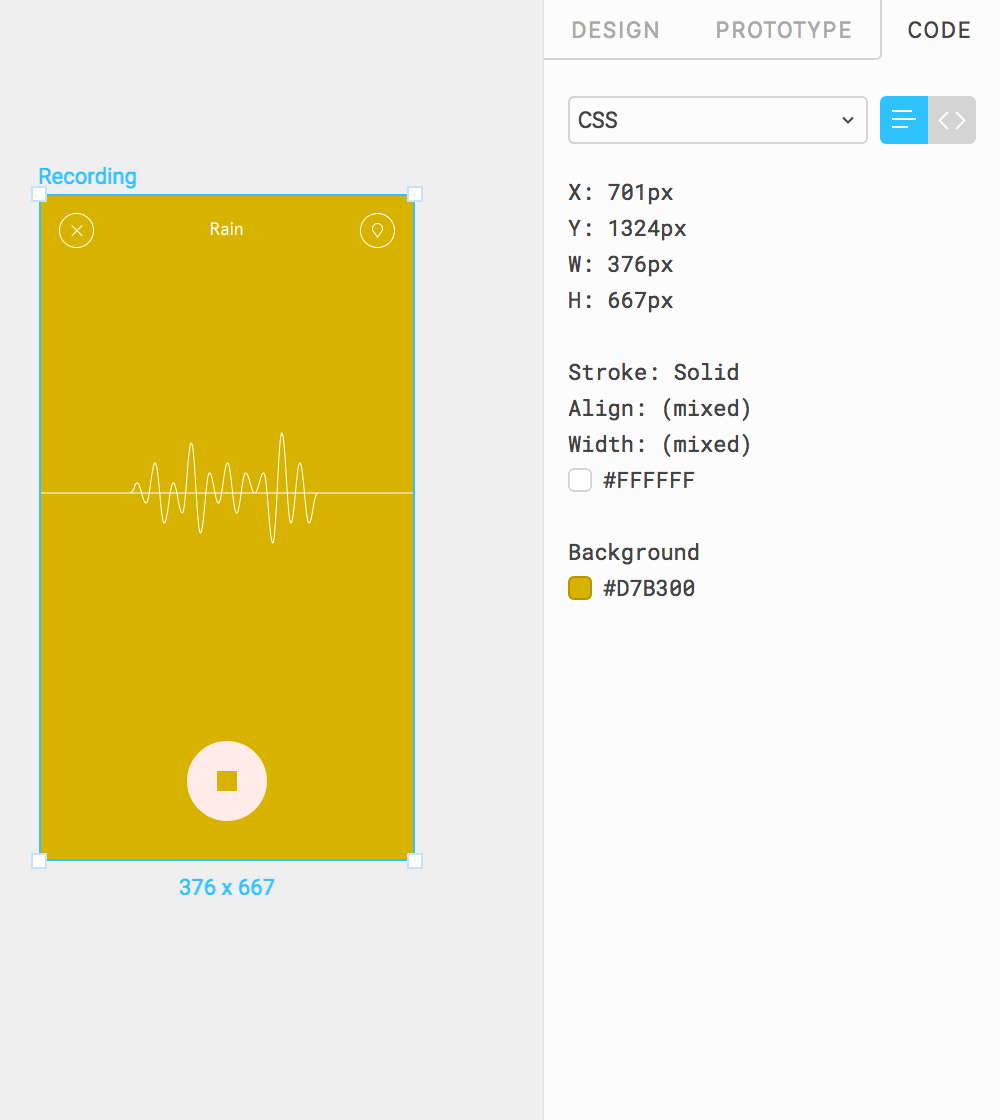 DESIGN PROTOTYPE CODE
CSS
Recording
Rain
376 x 667
X: 701px
Y: 1324px
W: 376px
H: 667px
Stroke: Solid
Align: (mixed)
Width: (mixed)
#FFFFFF
Background
#D7B300